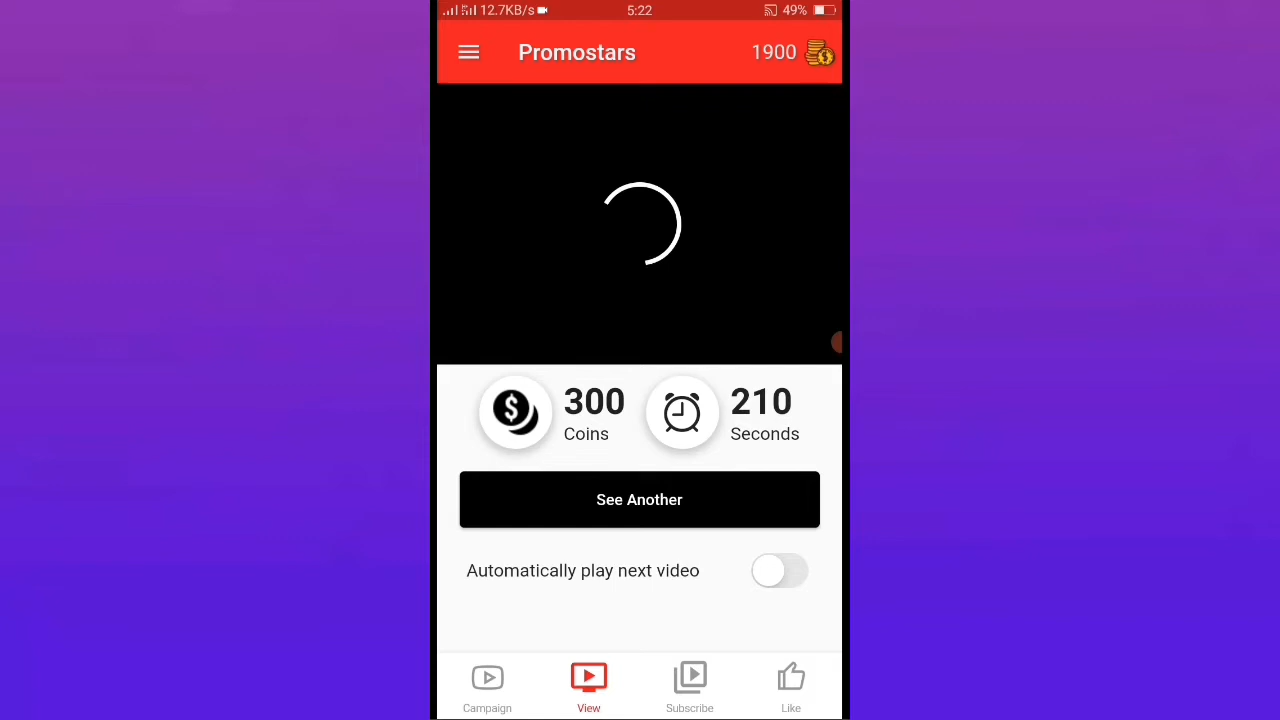 12.7KB/s 5:22 49%
Promostars 1900
300 Coins
210 Seconds
See Another
Automatically play next video
Campaign View Subscribe Like